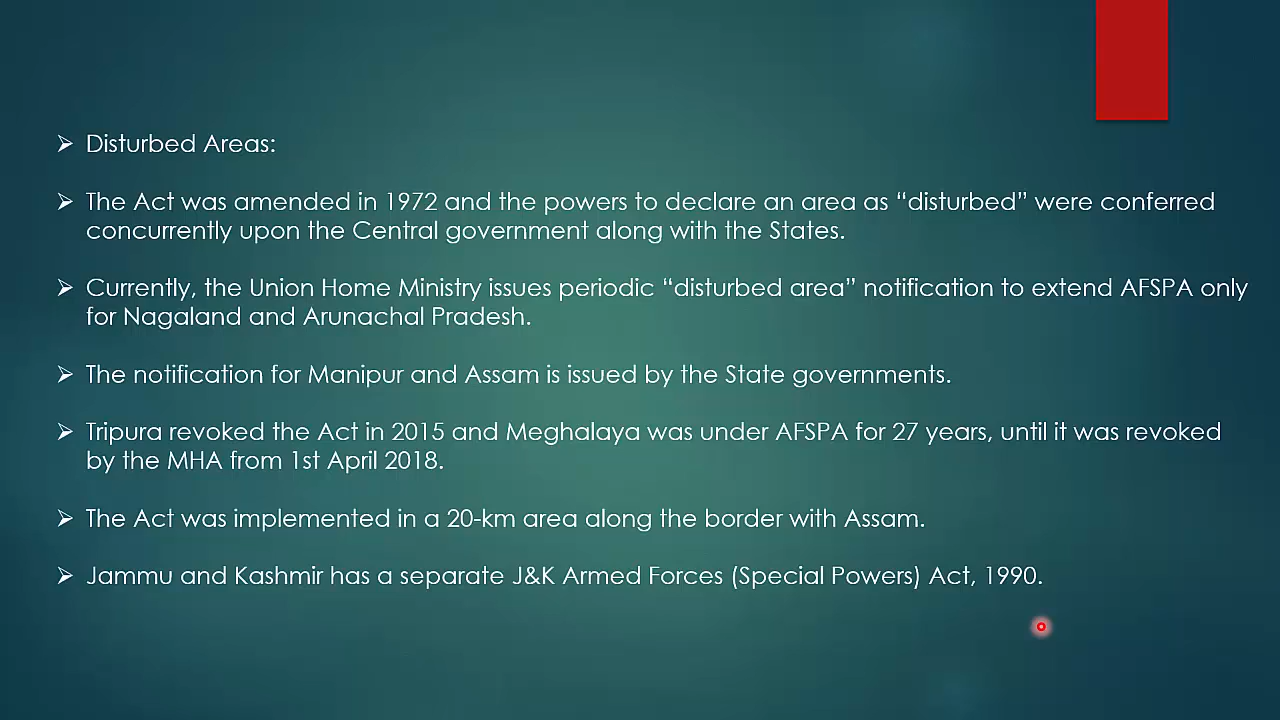 Disturbed Areas:
The Act was amended in 1972 and the powers to declare an area as “disturbed” were conferred
concurrently upon the Central government along with the States.
Currently, the Union Home Ministry issues periodic “disturbed area” notification to extend AFSPA only
for Nagaland and Arunachal Pradesh.
The notification for Manipur and Assam is issued by the State governments.
Tripura revoked the Act in 2015 and Meghalaya was under AFSPA for 27 years, until it was revoked
by the MHA from 1st April 2018.
The Act was implemented in a 20-km area along the border with Assam.
Jammu and Kashmir has a separate J&K Armed Forces (Special Powers) Act, 1990.